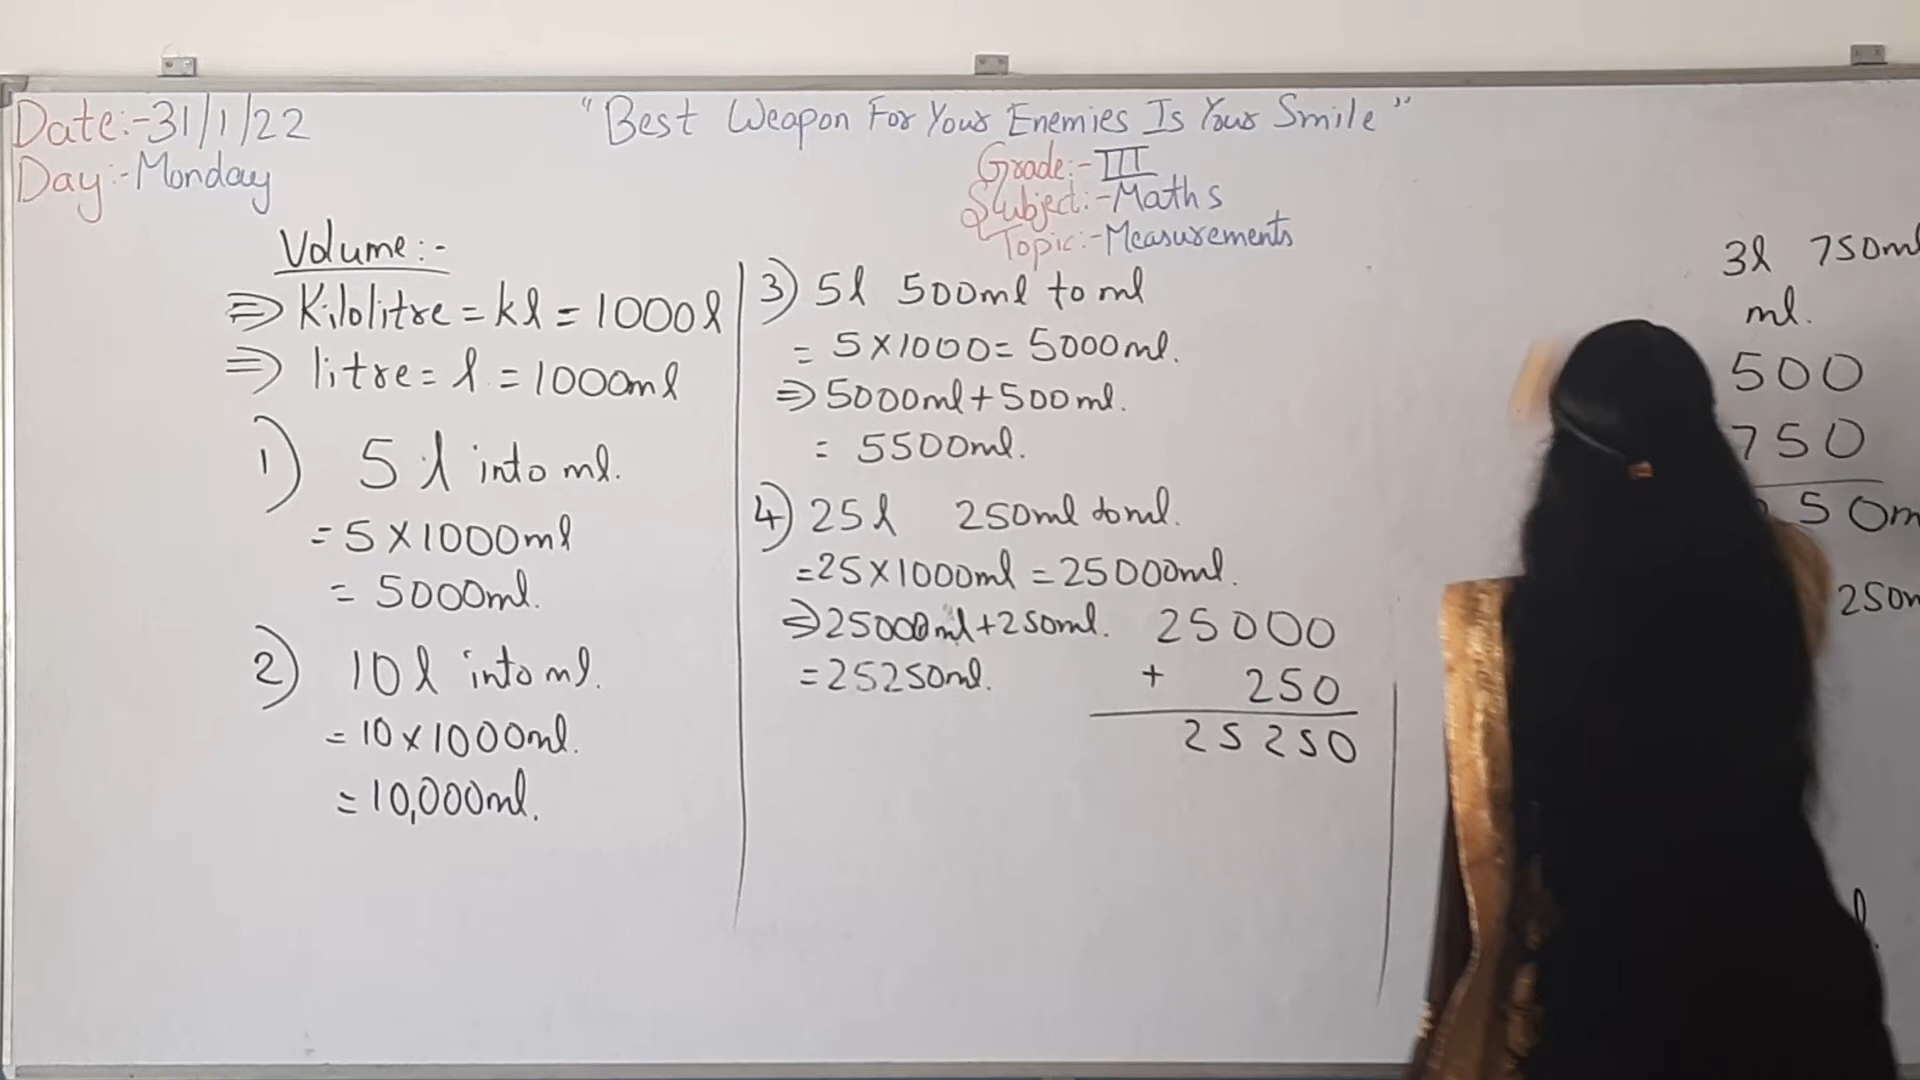 Date:-31/1/22
Day:-Monday
"Best Weapon For Your Enemies Is Your Smile"
Grade:-III
Subject:-Maths
Topic:-Measurements
Volume:-
⇒ Kilolitre = kl = 1000l
⇒ litre = l = 1000ml
1) 5 l into ml.
= 5 × 1000ml
= 5000ml.
2) 10 l into ml.
= 10 × 1000ml.
= 10,000ml.
3) 5l 500ml to ml
= 5 × 1000 = 5000ml.
⇒ 5000ml + 500ml.
= 5500ml.
4) 25 l 250ml to ml.
= 25 × 1000ml = 25000ml.
⇒ 25000ml + 250ml.
= 25250ml.
25000
+ 250
25250
3l 750ml
ml.
500
750
50m
250m